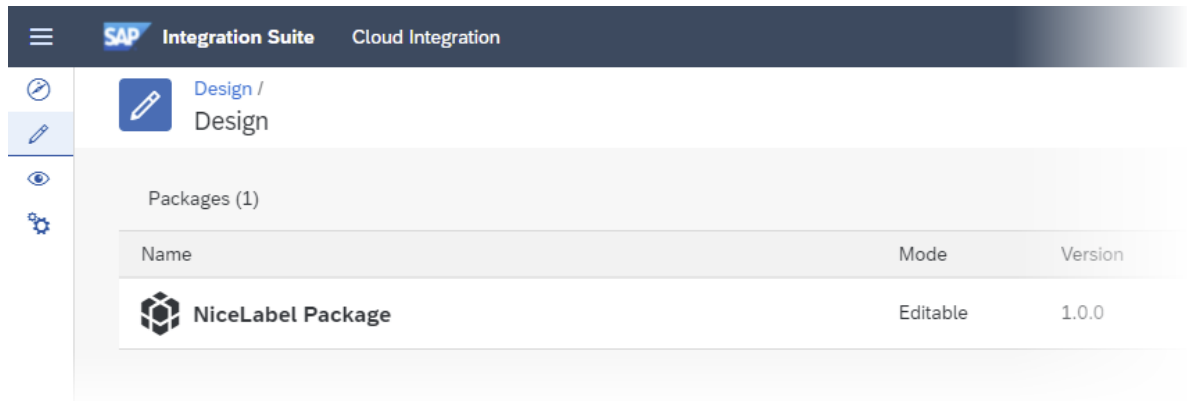 SAP Integration Suite Cloud Integration
Design /
Design
Packages (1)
Name Mode Version
NiceLabel Package Editable 1.0.0